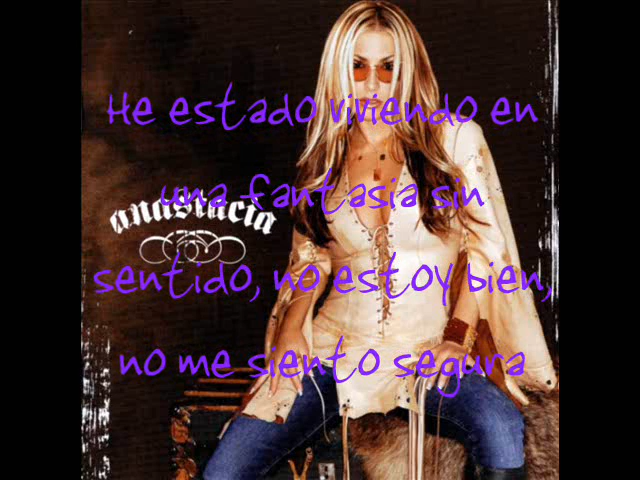 He estado viviendo en
una fantasia sin
anastacia
sentido, no estoy bien,
no me siento segura